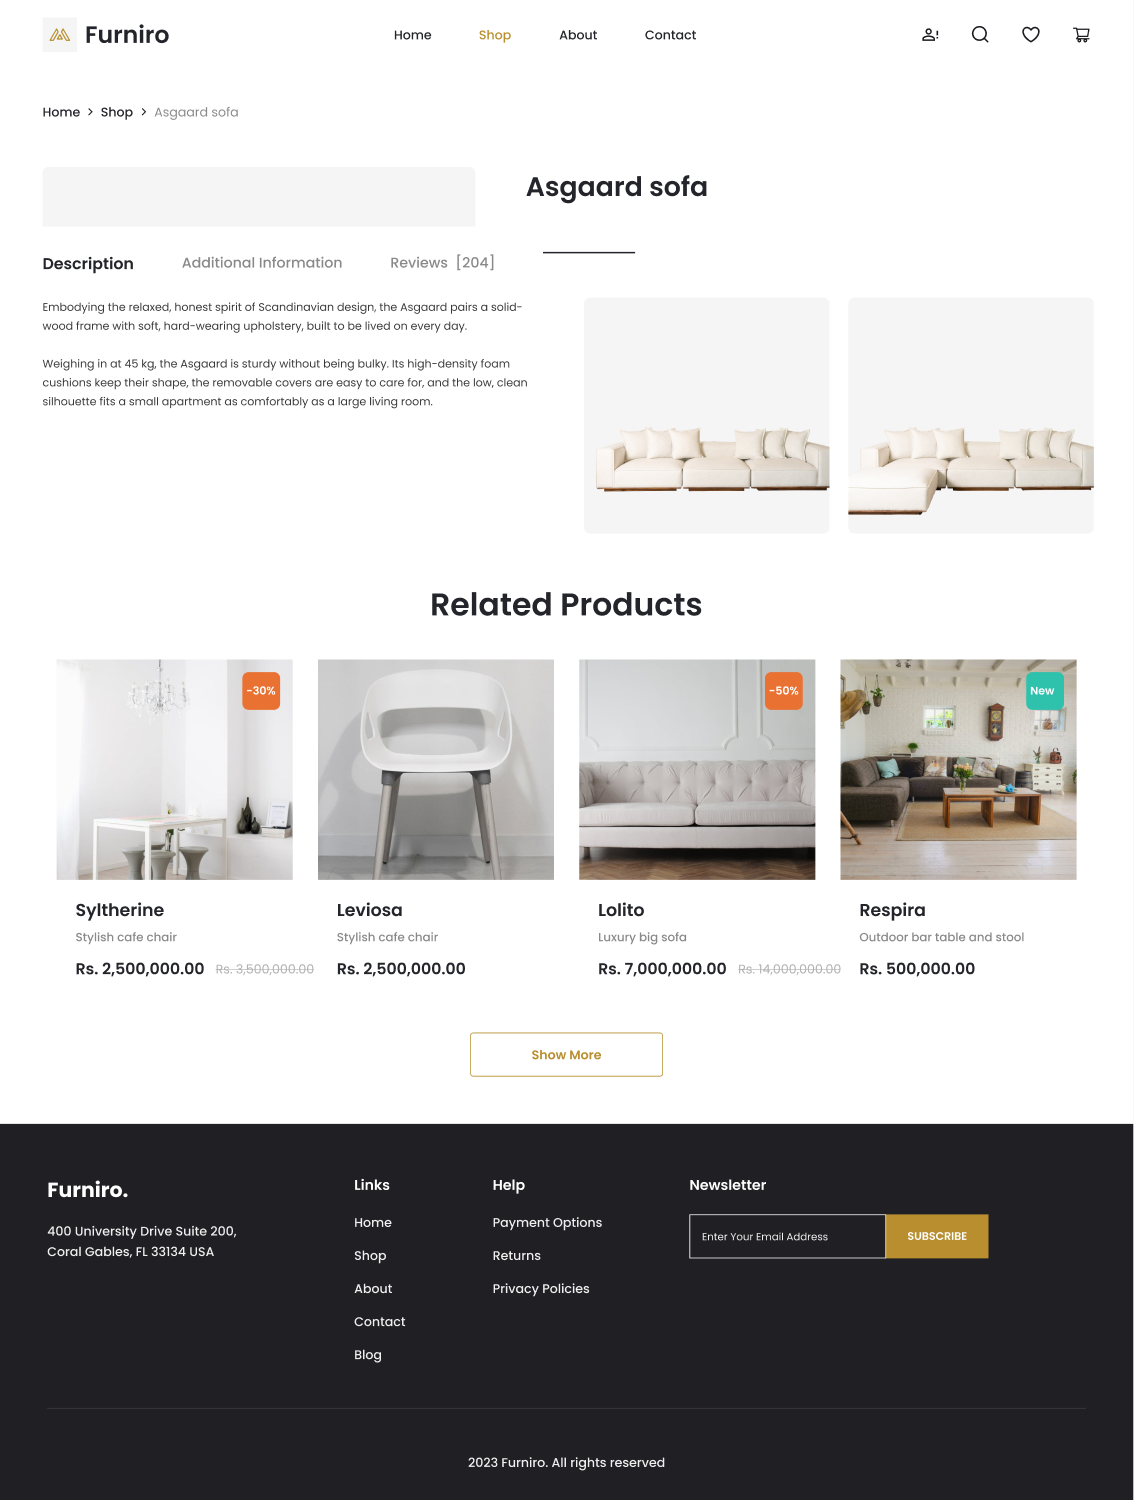 Furniro
Home
Shop
About
Contact
Home > Shop > Asgaard sofa
Asgaard sofa
Description
Additional Information
Reviews [204]
Embodying the relaxed, honest spirit of Scandinavian design, the Asgaard pairs a solid-
wood frame with soft, hard-wearing upholstery, built to be lived on every day.
Weighing in at 45 kg, the Asgaard is sturdy without being bulky. Its high-density foam
cushions keep their shape, the removable covers are easy to care for, and the low, clean
silhouette fits a small apartment as comfortably as a large living room.
Related Products
-30%
-50%
New
Syltherine
Stylish cafe chair
Rs. 2,500,000.00 Rs. 3,500,000.00
Leviosa
Stylish cafe chair
Rs. 2,500,000.00
Lolito
Luxury big sofa
Rs. 7,000,000.00 Rs. 14,000,000.00
Respira
Outdoor bar table and stool
Rs. 500,000.00
Show More
Furniro.
400 University Drive Suite 200,
Coral Gables, FL 33134 USA
Links
Home
Shop
About
Contact
Blog
Help
Payment Options
Returns
Privacy Policies
Newsletter
Enter Your Email Address
SUBSCRIBE
2023 Furniro. All rights reserved